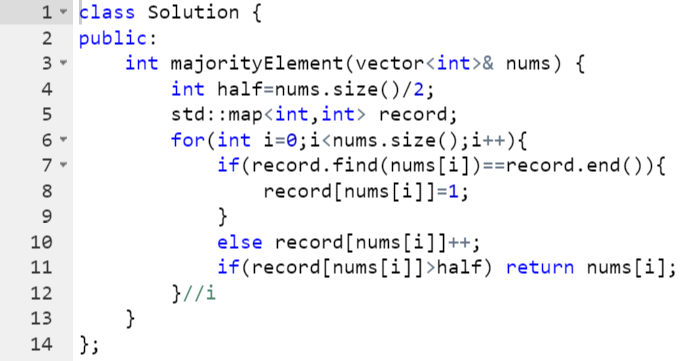 1 class Solution {
2 public:
3     int majorityElement(vector<int>& nums) {
4         int half=nums.size()/2;
5         std::map<int,int> record;
6         for(int i=0;i<nums.size();i++){
7             if(record.find(nums[i])==record.end()){
8                 record[nums[i]]=1;
9             }
10             else record[nums[i]]++;
11             if(record[nums[i]]>half) return nums[i];
12         }//i
13     }
14 };